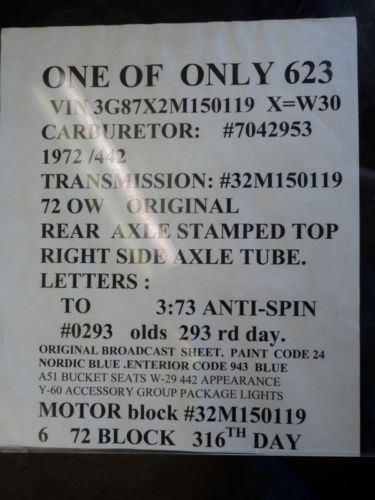 ONE OF ONLY 623
VIN 3G87X2M150119 X=W30
CARBURETOR: #7042953
1972 /442
TRANSMISSION: #32M150119
72 OW ORIGINAL
REAR AXLE STAMPED TOP
RIGHT SIDE AXLE TUBE.
LETTERS :
TO 3:73 ANTI-SPIN
#0293 olds 293 rd day.
ORIGINAL BROADCAST SHEET. PAINT CODE 24
NORDIC BLUE .ENTERIOR CODE 943 BLUE
A51 BUCKET SEATS W-29 442 APPEARANCE
Y-60 ACCESSORY GROUP PACKAGE LIGHTS
MOTOR block #32M150119
6 72 BLOCK 316TH DAY